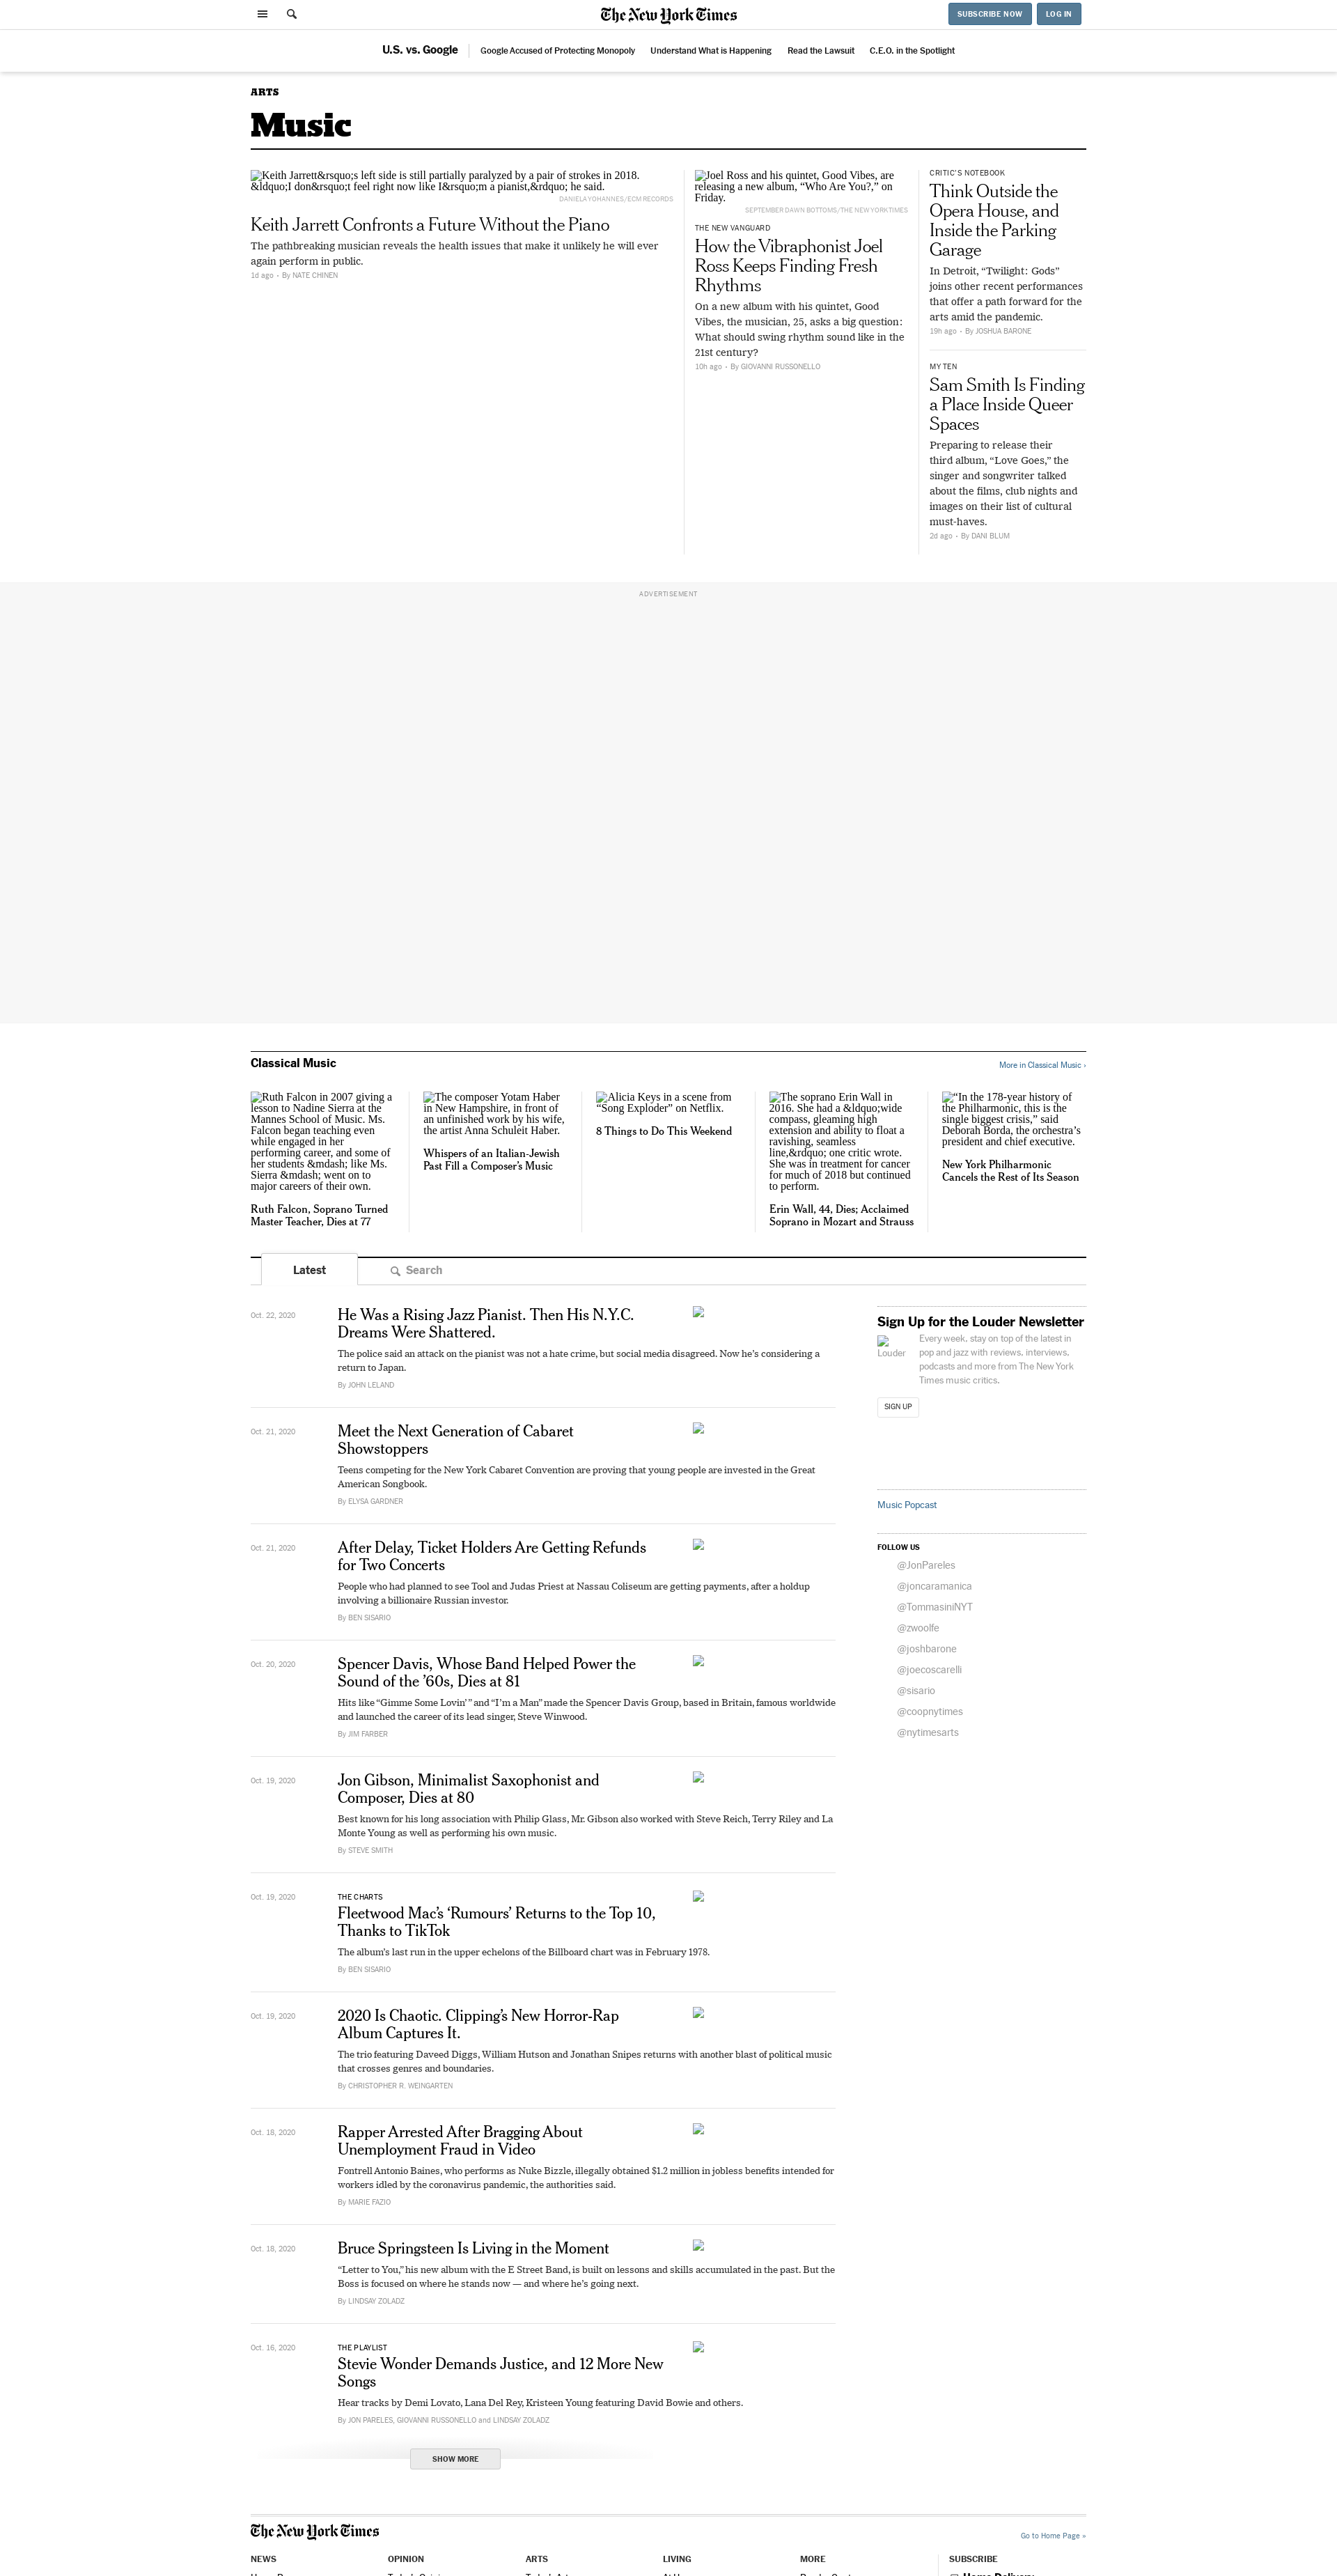 The New York Times
SUBSCRIBE NOW
LOG IN
U.S. vs. Google
Google Accused of Protecting Monopoly
Understand What is Happening
Read the Lawsuit
C.E.O. in the Spotlight
ARTS
Music
Keith Jarrett&rsquo;s left side is still partially paralyzed by a pair of strokes in 2018.
&ldquo;I don&rsquo;t feel right now like I&rsquo;m a pianist,&rdquo; he said.
DANIELA YOHANNES/ECM RECORDS
Keith Jarrett Confronts a Future Without the Piano
The pathbreaking musician reveals the health issues that make it unlikely he will ever
again perform in public.
1d ago • By NATE CHINEN
Joel Ross and his quintet, Good Vibes, are
releasing a new album, “Who Are You?,” on
Friday.
SEPTEMBER DAWN BOTTOMS/THE NEW YORK TIMES
THE NEW VANGUARD
How the Vibraphonist Joel
Ross Keeps Finding Fresh
Rhythms
On a new album with his quintet, Good
Vibes, the musician, 25, asks a big question:
What should swing rhythm sound like in the
21st century?
10h ago • By GIOVANNI RUSSONELLO
CRITIC’S NOTEBOOK
Think Outside the
Opera House, and
Inside the Parking
Garage
In Detroit, “Twilight: Gods”
joins other recent performances
that offer a path forward for the
arts amid the pandemic.
19h ago • By JOSHUA BARONE
MY TEN
Sam Smith Is Finding
a Place Inside Queer
Spaces
Preparing to release their
third album, “Love Goes,” the
singer and songwriter talked
about the films, club nights and
images on their list of cultural
must-haves.
2d ago • By DANI BLUM
ADVERTISEMENT
Classical Music
More in Classical Music ›
Ruth Falcon in 2007 giving a
lesson to Nadine Sierra at the
Mannes School of Music. Ms.
Falcon began teaching even
while engaged in her
performing career, and some of
her students &mdash; like Ms.
Sierra &mdash; went on to
major careers of their own.
Ruth Falcon, Soprano Turned
Master Teacher, Dies at 77
The composer Yotam Haber
in New Hampshire, in front of
an unfinished work by his wife,
the artist Anna Schuleit Haber.
Whispers of an Italian-Jewish
Past Fill a Composer’s Music
Alicia Keys in a scene from
“Song Exploder” on Netflix.
8 Things to Do This Weekend
The soprano Erin Wall in
2016. She had a &ldquo;wide
compass, gleaming high
extension and ability to float a
ravishing, seamless
line,&rdquo; one critic wrote.
She was in treatment for cancer
for much of 2018 but continued
to perform.
Erin Wall, 44, Dies; Acclaimed
Soprano in Mozart and Strauss
“In the 178-year history of
the Philharmonic, this is the
single biggest crisis,” said
Deborah Borda, the orchestra’s
president and chief executive.
New York Philharmonic
Cancels the Rest of Its Season
Latest
Search
Oct. 22, 2020
He Was a Rising Jazz Pianist. Then His N.Y.C.
Dreams Were Shattered.
The police said an attack on the pianist was not a hate crime, but social media disagreed. Now he’s considering a
return to Japan.
By JOHN LELAND
Oct. 21, 2020
Meet the Next Generation of Cabaret
Showstoppers
Teens competing for the New York Cabaret Convention are proving that young people are invested in the Great
American Songbook.
By ELYSA GARDNER
Oct. 21, 2020
After Delay, Ticket Holders Are Getting Refunds
for Two Concerts
People who had planned to see Tool and Judas Priest at Nassau Coliseum are getting payments, after a holdup
involving a billionaire Russian investor.
By BEN SISARIO
Oct. 20, 2020
Spencer Davis, Whose Band Helped Power the
Sound of the ’60s, Dies at 81
Hits like “Gimme Some Lovin’ ” and “I’m a Man” made the Spencer Davis Group, based in Britain, famous worldwide
and launched the career of its lead singer, Steve Winwood.
By JIM FARBER
Oct. 19, 2020
Jon Gibson, Minimalist Saxophonist and
Composer, Dies at 80
Best known for his long association with Philip Glass, Mr. Gibson also worked with Steve Reich, Terry Riley and La
Monte Young as well as performing his own music.
By STEVE SMITH
Oct. 19, 2020
THE CHARTS
Fleetwood Mac’s ‘Rumours’ Returns to the Top 10,
Thanks to TikTok
The album’s last run in the upper echelons of the Billboard chart was in February 1978.
By BEN SISARIO
Oct. 19, 2020
2020 Is Chaotic. Clipping’s New Horror-Rap
Album Captures It.
The trio featuring Daveed Diggs, William Hutson and Jonathan Snipes returns with another blast of political music
that crosses genres and boundaries.
By CHRISTOPHER R. WEINGARTEN
Oct. 18, 2020
Rapper Arrested After Bragging About
Unemployment Fraud in Video
Fontrell Antonio Baines, who performs as Nuke Bizzle, illegally obtained $1.2 million in jobless benefits intended for
workers idled by the coronavirus pandemic, the authorities said.
By MARIE FAZIO
Oct. 18, 2020
Bruce Springsteen Is Living in the Moment
“Letter to You,” his new album with the E Street Band, is built on lessons and skills accumulated in the past. But the
Boss is focused on where he stands now — and where he’s going next.
By LINDSAY ZOLADZ
Oct. 16, 2020
THE PLAYLIST
Stevie Wonder Demands Justice, and 12 More New
Songs
Hear tracks by Demi Lovato, Lana Del Rey, Kristeen Young featuring David Bowie and others.
By JON PARELES, GIOVANNI RUSSONELLO and LINDSAY ZOLADZ
SHOW MORE
Sign Up for the Louder Newsletter
Louder
Every week, stay on top of the latest in
pop and jazz with reviews, interviews,
podcasts and more from The New York
Times music critics.
SIGN UP
Music Popcast
FOLLOW US
@JonPareles
@joncaramanica
@TommasiniNYT
@zwoolfe
@joshbarone
@joecoscarelli
@sisario
@coopnytimes
@nytimesarts
The New York Times
Go to Home Page »
NEWS
OPINION
ARTS
LIVING
MORE
SUBSCRIBE